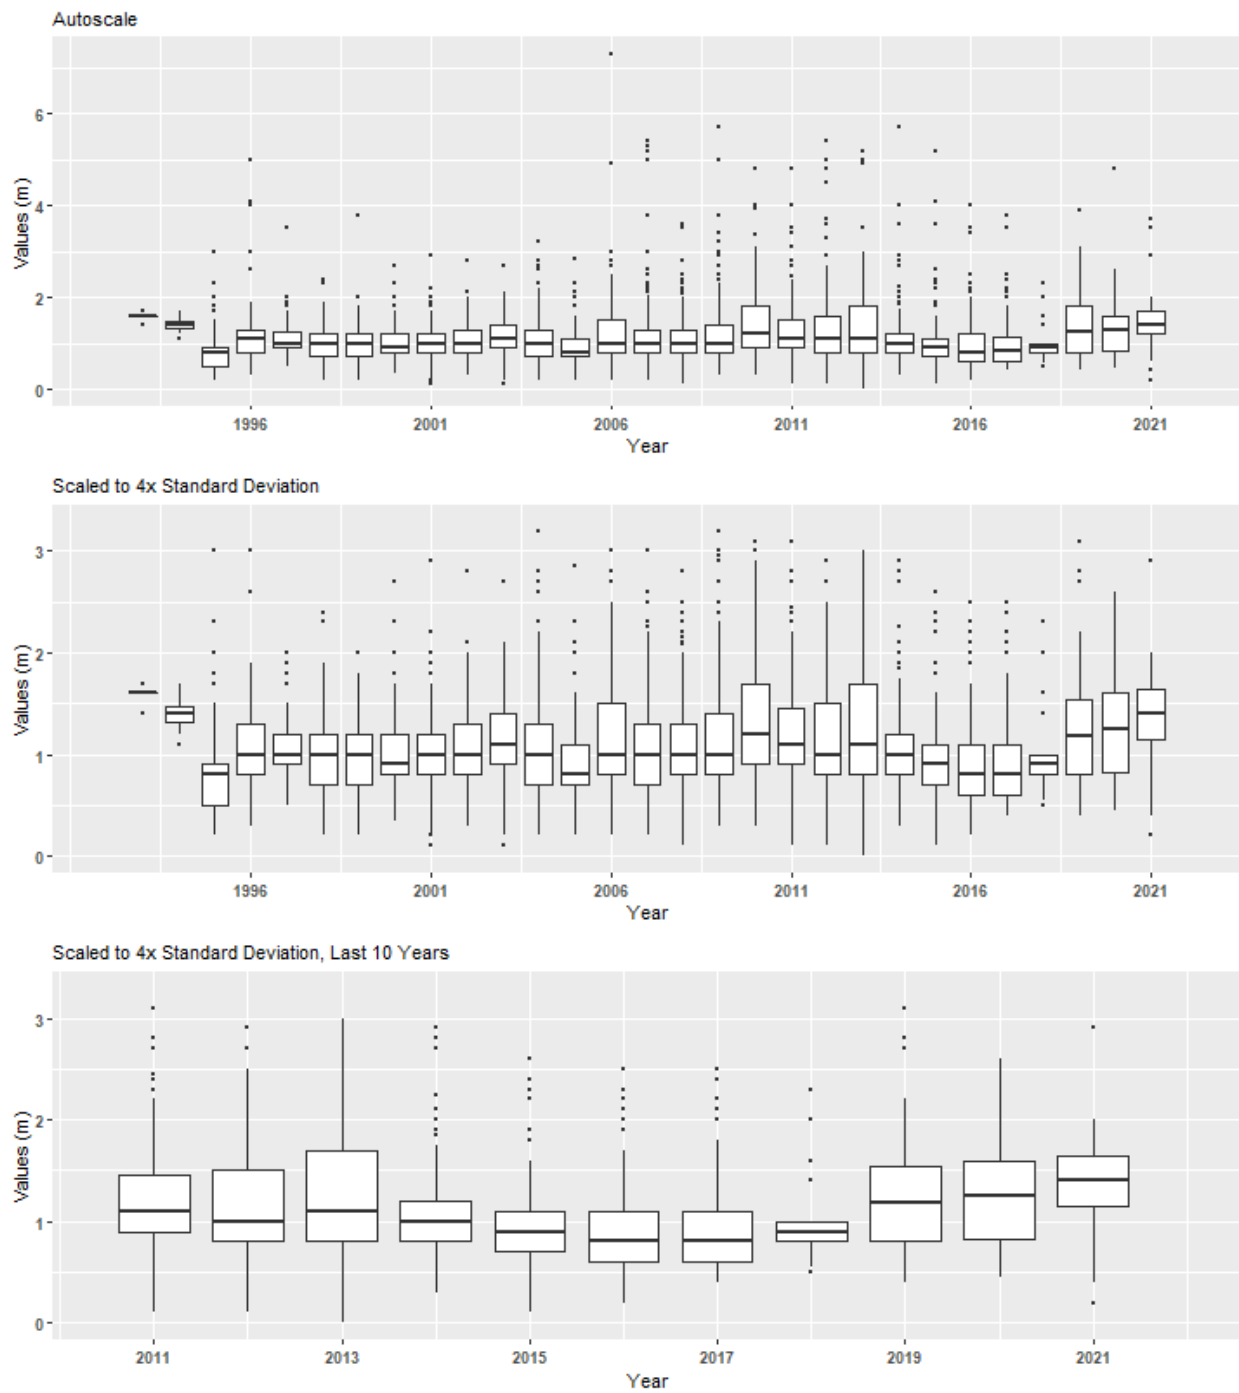 Autoscale
Values (m)
6
4
2
0
1996 2001 2006 2011 2016 2021
Year
Scaled to 4x Standard Deviation
Values (m)
3
2
1
0
1996 2001 2006 2011 2016 2021
Year
Scaled to 4x Standard Deviation, Last 10 Years
Values (m)
3
2
1
0
2011 2013 2015 2017 2019 2021
Year